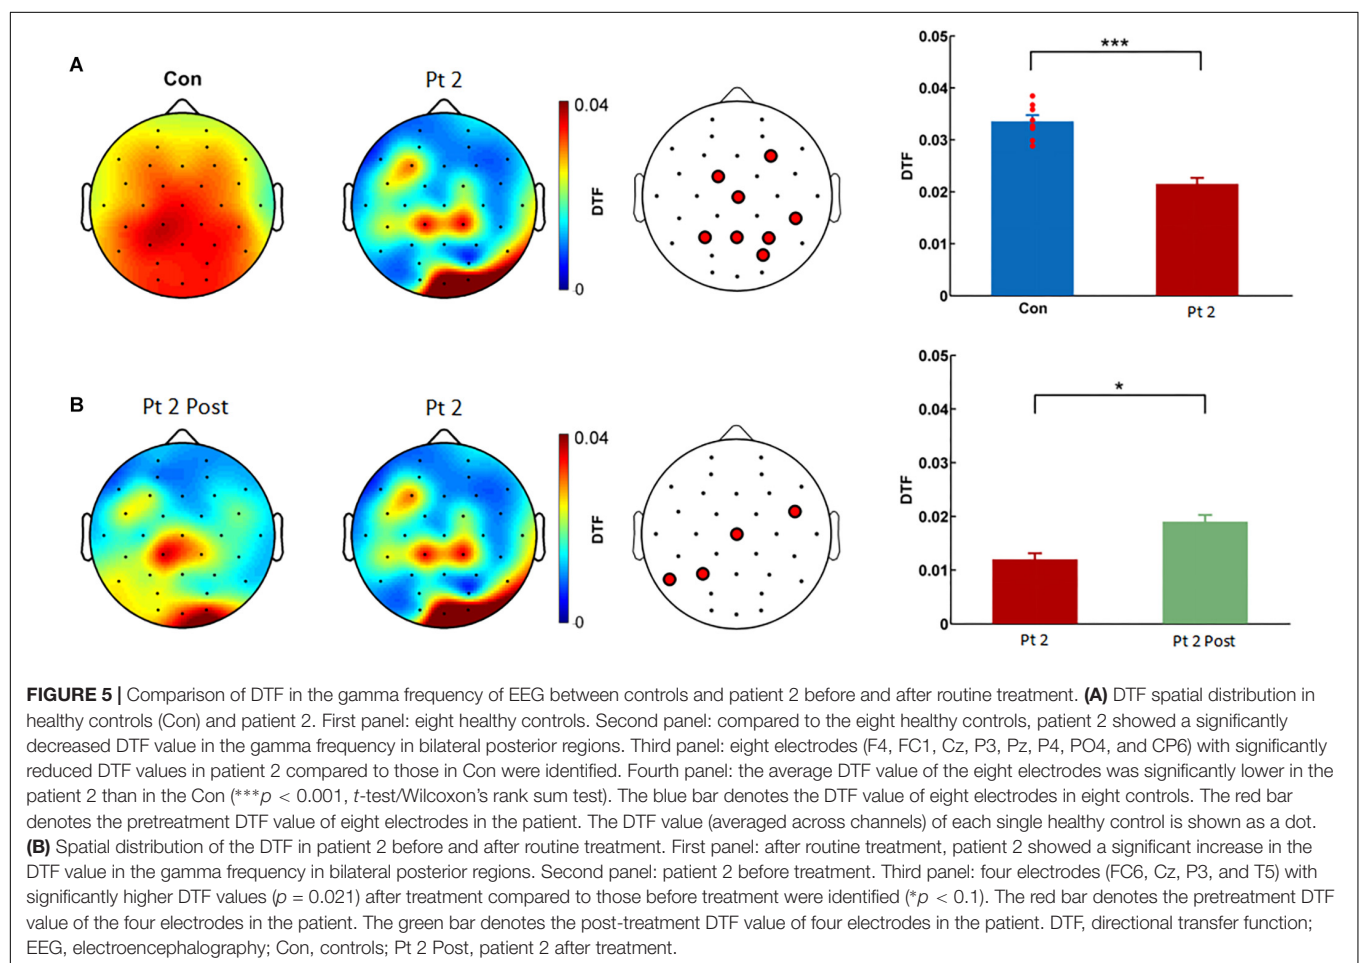 A
Con
Pt 2
0.04
DTF
0
0.05
0.04
0.03
0.02
0.01
0
DTF
***
Con
Pt 2
B
Pt 2 Post
Pt 2
0.04
DTF
0
0.05
0.04
0.03
0.02
0.01
0
DTF
*
Pt 2
Pt 2 Post
FIGURE 5 | Comparison of DTF in the gamma frequency of EEG between controls and patient 2 before and after routine treatment. (A) DTF spatial distribution in
healthy controls (Con) and patient 2. First panel: eight healthy controls. Second panel: compared to the eight healthy controls, patient 2 showed a significantly
decreased DTF value in the gamma frequency in bilateral posterior regions. Third panel: eight electrodes (F4, FC1, Cz, P3, Pz, P4, PO4, and CP6) with significantly
reduced DTF values in patient 2 compared to those in Con were identified. Fourth panel: the average DTF value of the eight electrodes was significantly lower in the
patient 2 than in the Con (***p < 0.001, t-test/Wilcoxon's rank sum test). The blue bar denotes the DTF value of eight electrodes in eight controls. The red bar
denotes the pretreatment DTF value of eight electrodes in the patient. The DTF value (averaged across channels) of each single healthy control is shown as a dot.
(B) Spatial distribution of the DTF in patient 2 before and after routine treatment. First panel: after routine treatment, patient 2 showed a significant increase in the
DTF value in the gamma frequency in bilateral posterior regions. Second panel: patient 2 before treatment. Third panel: four electrodes (FC6, Cz, P3, and T5) with
significantly higher DTF values (p = 0.021) after treatment compared to those before treatment were identified (*p < 0.1). The red bar denotes the pretreatment DTF
value of the four electrodes in the patient. The green bar denotes the post-treatment DTF value of four electrodes in the patient. DTF, directional transfer function;
EEG, electroencephalography; Con, controls; Pt 2 Post, patient 2 after treatment.